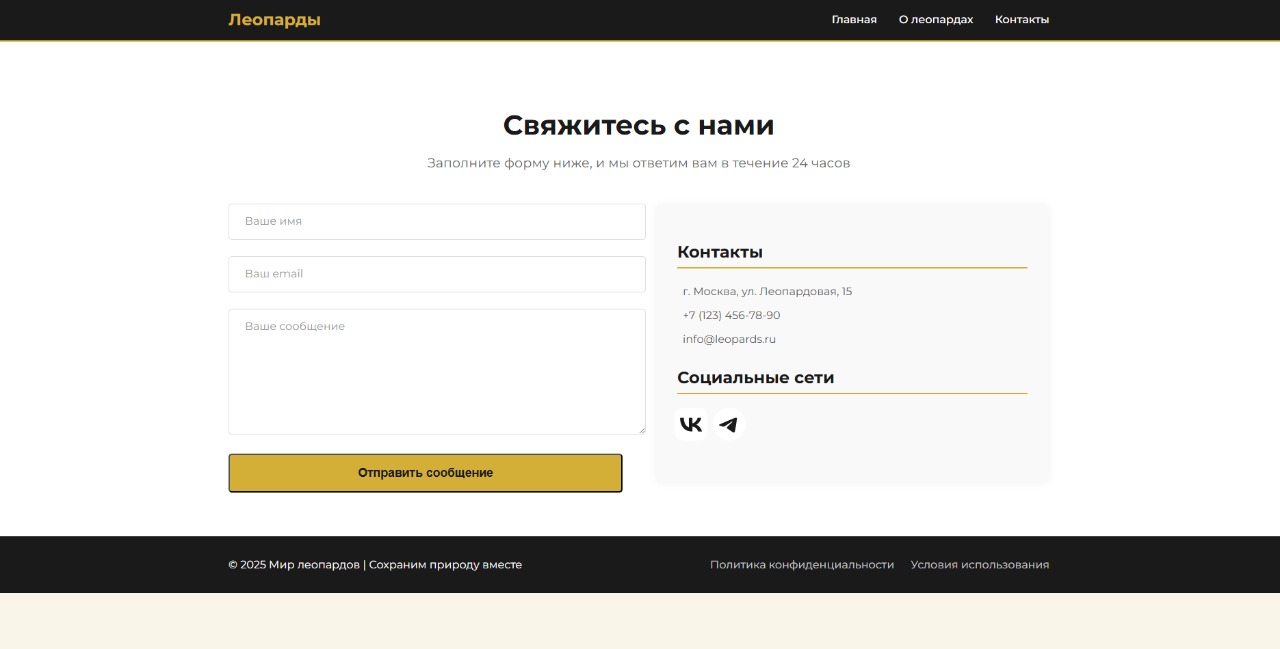 Леопарды
Главная
О леопардах
Контакты
Свяжитесь с нами
Заполните форму ниже, и мы ответим вам в течение 24 часов
Ваше имя
Ваш email
Ваше сообщение
Отправить сообщение
Контакты
г. Москва, ул. Леопардовая, 15
+7 (123) 456-78-90
info@leopards.ru
Социальные сети
© 2025 Мир леопардов | Сохраним природу вместе
Политика конфиденциальности
Условия использования